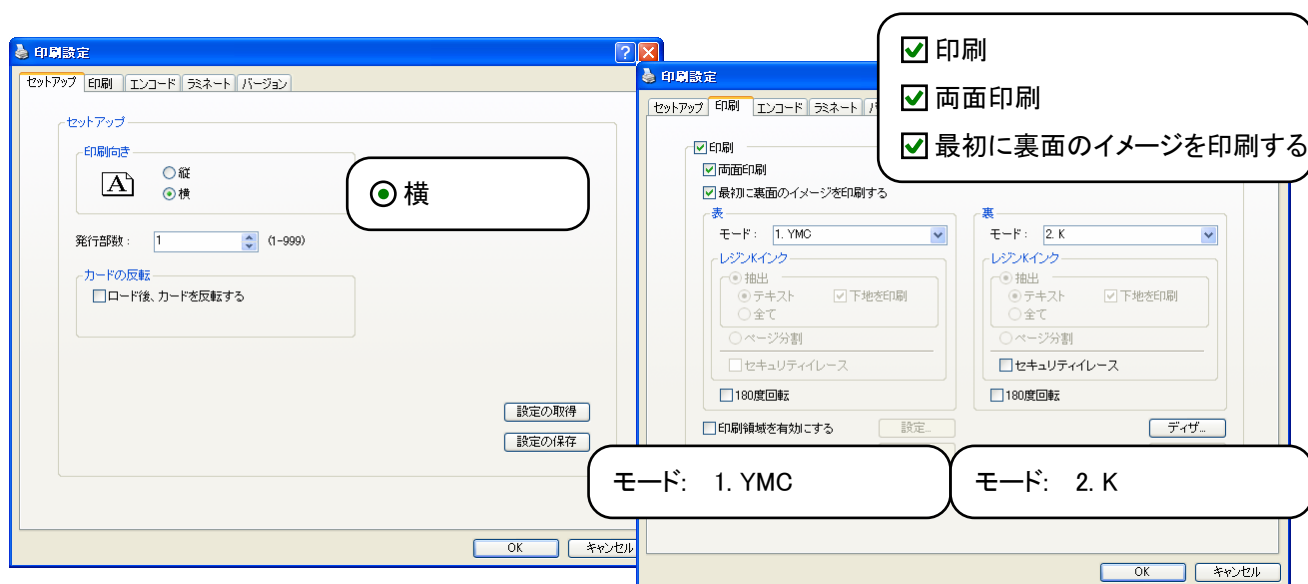 印刷設定
セットアップ 印刷 エンコード ラミネート バージョン
セットアップ
印刷向き
A
縦
横
横
発行部数： 1 (1-999)
カードの反転
ロード後、カードを反転する
設定の取得
設定の保存
OK キャンセル
印刷
両面印刷
最初に裏面のイメージを印刷する
印刷設定
セットアップ 印刷 エンコード ラミネート
印刷
両面印刷
最初に裏面のイメージを印刷する
表
モード： 1. YMC
レジンKインク
抽出
テキスト 下地を印刷
全て
ページ分割
セキュリティイレース
180度回転
裏
モード： 2. K
レジンKインク
抽出
テキスト 下地を印刷
全て
ページ分割
セキュリティイレース
180度回転
印刷領域を有効にする 設定...
ディザ...
モード: 1. YMC
モード: 2. K
OK キャンセル